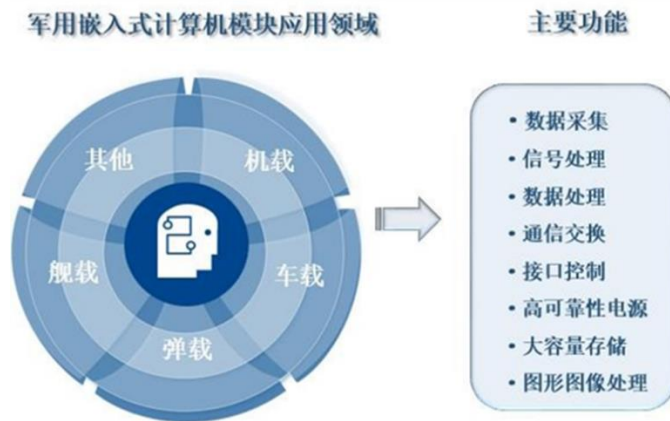 军用嵌入式计算机模块应用领域
主要功能
其他
机载
舰载
车载
弹载
• 数据采集
• 信号处理
• 数据处理
• 通信交换
• 接口控制
• 高可靠性电源
• 大容量存储
• 图形图像处理